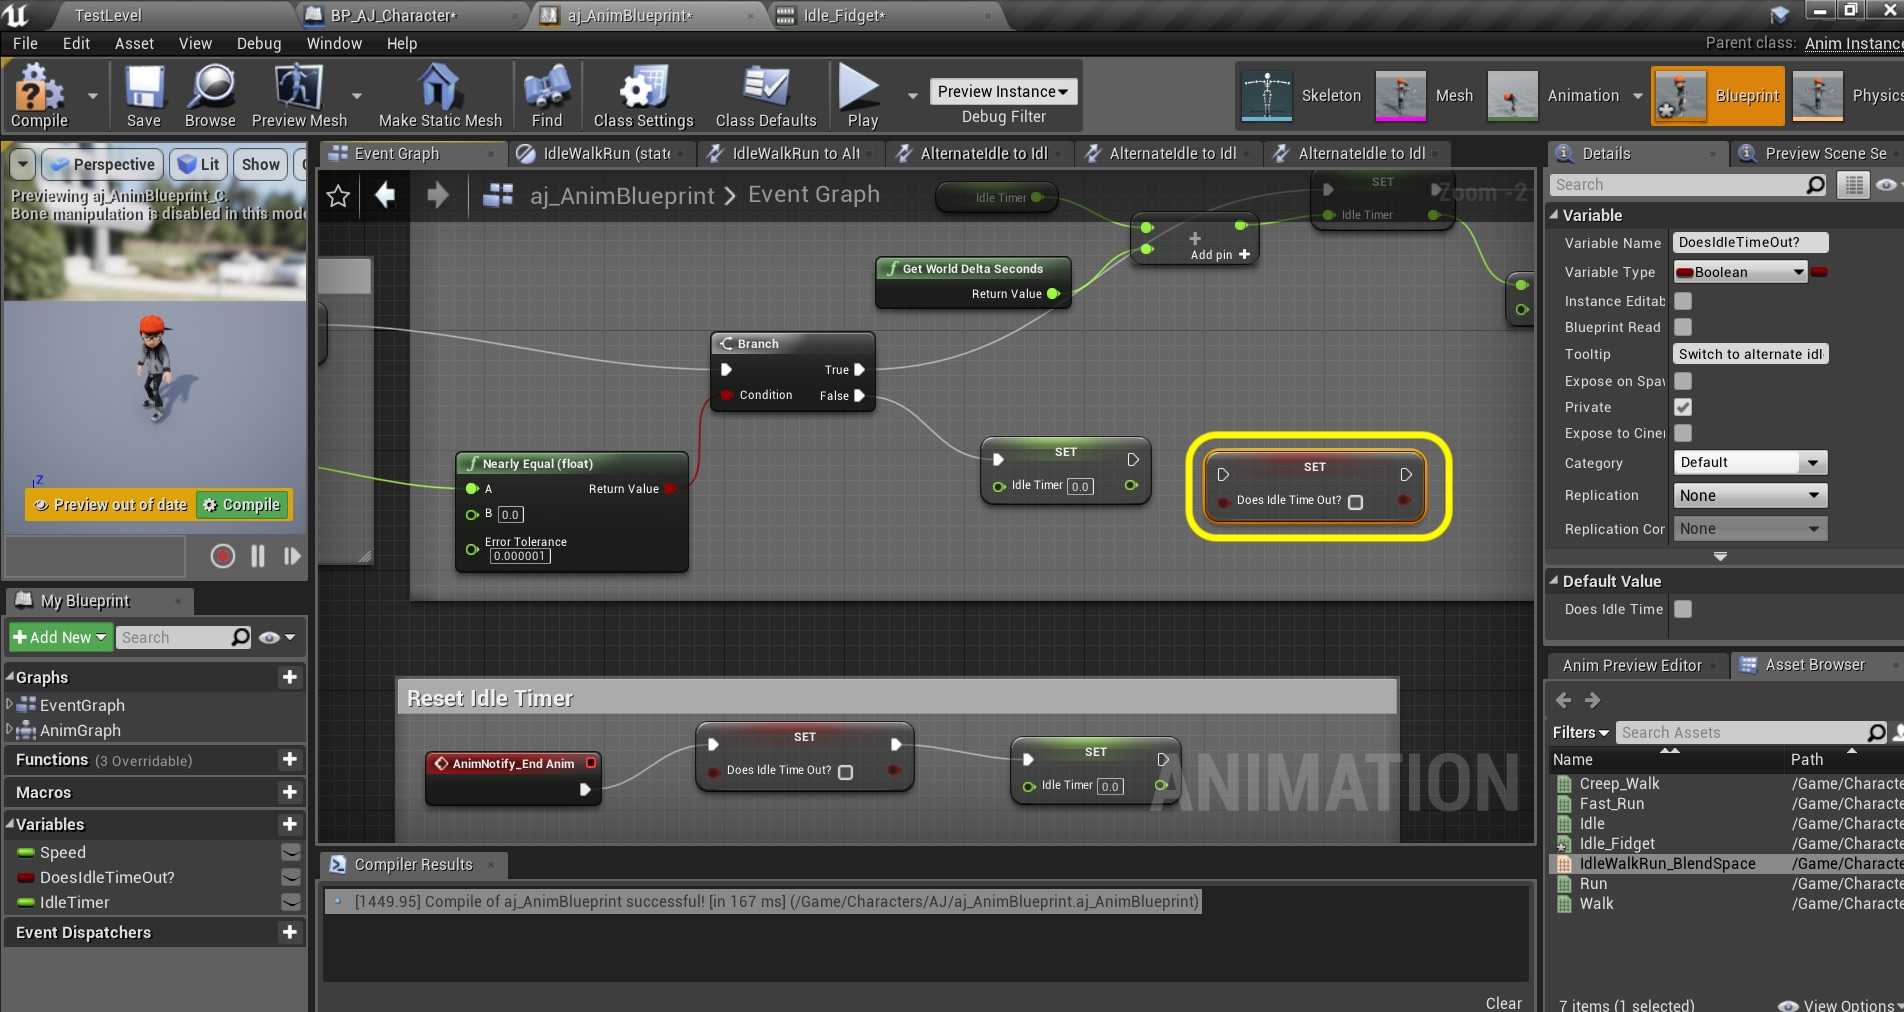 TestLevel
BP_AJ_Character*
aj_AnimBlueprint*
Idle_Fidget*
File Edit Asset View Debug Window Help
Parent class: Anim Instance
Compile
Save
Browse
Preview Mesh
Make Static Mesh
Find
Class Settings
Class Defaults
Play
Preview Instance
Debug Filter
Skeleton
Mesh
Animation
Blueprint
Physics
Perspective
Lit
Show
Previewing aj_AnimBlueprint_C.
Bone manipulation is disabled in this mode
Z
Preview out of date
Compile
My Blueprint
Add New
Search
Graphs
EventGraph
AnimGraph
Functions (3 Overridable)
Macros
Variables
Speed
DoesIdleTimeOut?
IdleTimer
Event Dispatchers
Event Graph
IdleWalkRun (state
IdleWalkRun to Alt
AlternateIdle to Idl
AlternateIdle to Idl
AlternateIdle to Idl
aj_AnimBlueprint > Event Graph
Zoom -2
Idle Timer
Add pin
SET
Idle Timer
Get World Delta Seconds
Return Value
Branch
True
Condition
False
Nearly Equal (float)
A
Return Value
B 0.0
Error Tolerance
0.000001
SET
Idle Timer 0.0
SET
Does Idle Time Out?
Reset Idle Timer
AnimNotify_End Anim
SET
Does Idle Time Out?
SET
Idle Timer 0.0
ANIMATION
Compiler Results
[1449.95] Compile of aj_AnimBlueprint successful! [in 167 ms] (/Game/Characters/AJ/aj_AnimBlueprint.aj_AnimBlueprint)
Clear
Details
Preview Scene Se
Search
Variable
Variable Name DoesIdleTimeOut?
Variable Type Boolean
Instance Editab
Blueprint Read
Tooltip Switch to alternate idl
Expose on Spaw
Private
Expose to Ciner
Category Default
Replication None
Replication Cor None
Default Value
Does Idle Time
Anim Preview Editor
Asset Browser
Filters
Search Assets
Name Path
Creep_Walk /Game/Characte
Fast_Run /Game/Characte
Idle /Game/Characte
Idle_Fidget /Game/Characte
IdleWalkRun_BlendSpace /Game/Characte
Run /Game/Characte
Walk /Game/Characte
7 items (1 selected)
View Options